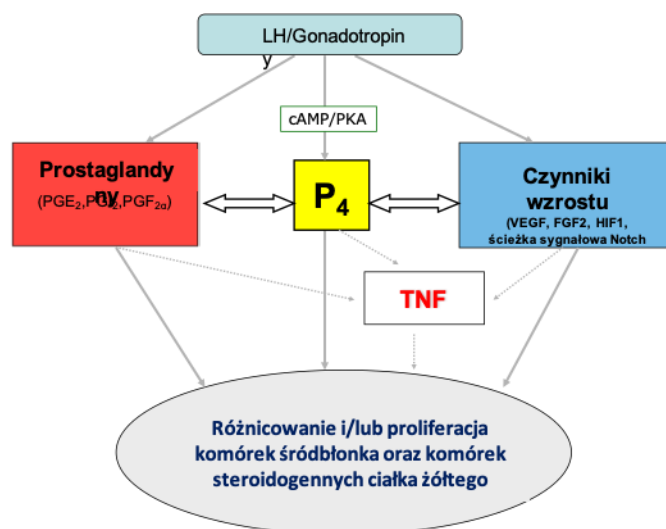 LH/Gonadotropin
y
cAMP/PKA
Prostaglandy
ny
(PGE2,PGI2,PGF2α)
P4
Czynniki
wzrostu
(VEGF, FGF2, HIF1,
ścieżka sygnałowa Notch
TNF
Różnicowanie i/lub proliferacja
komórek śródbłonka oraz komórek
steroidogennych ciałka żółtego